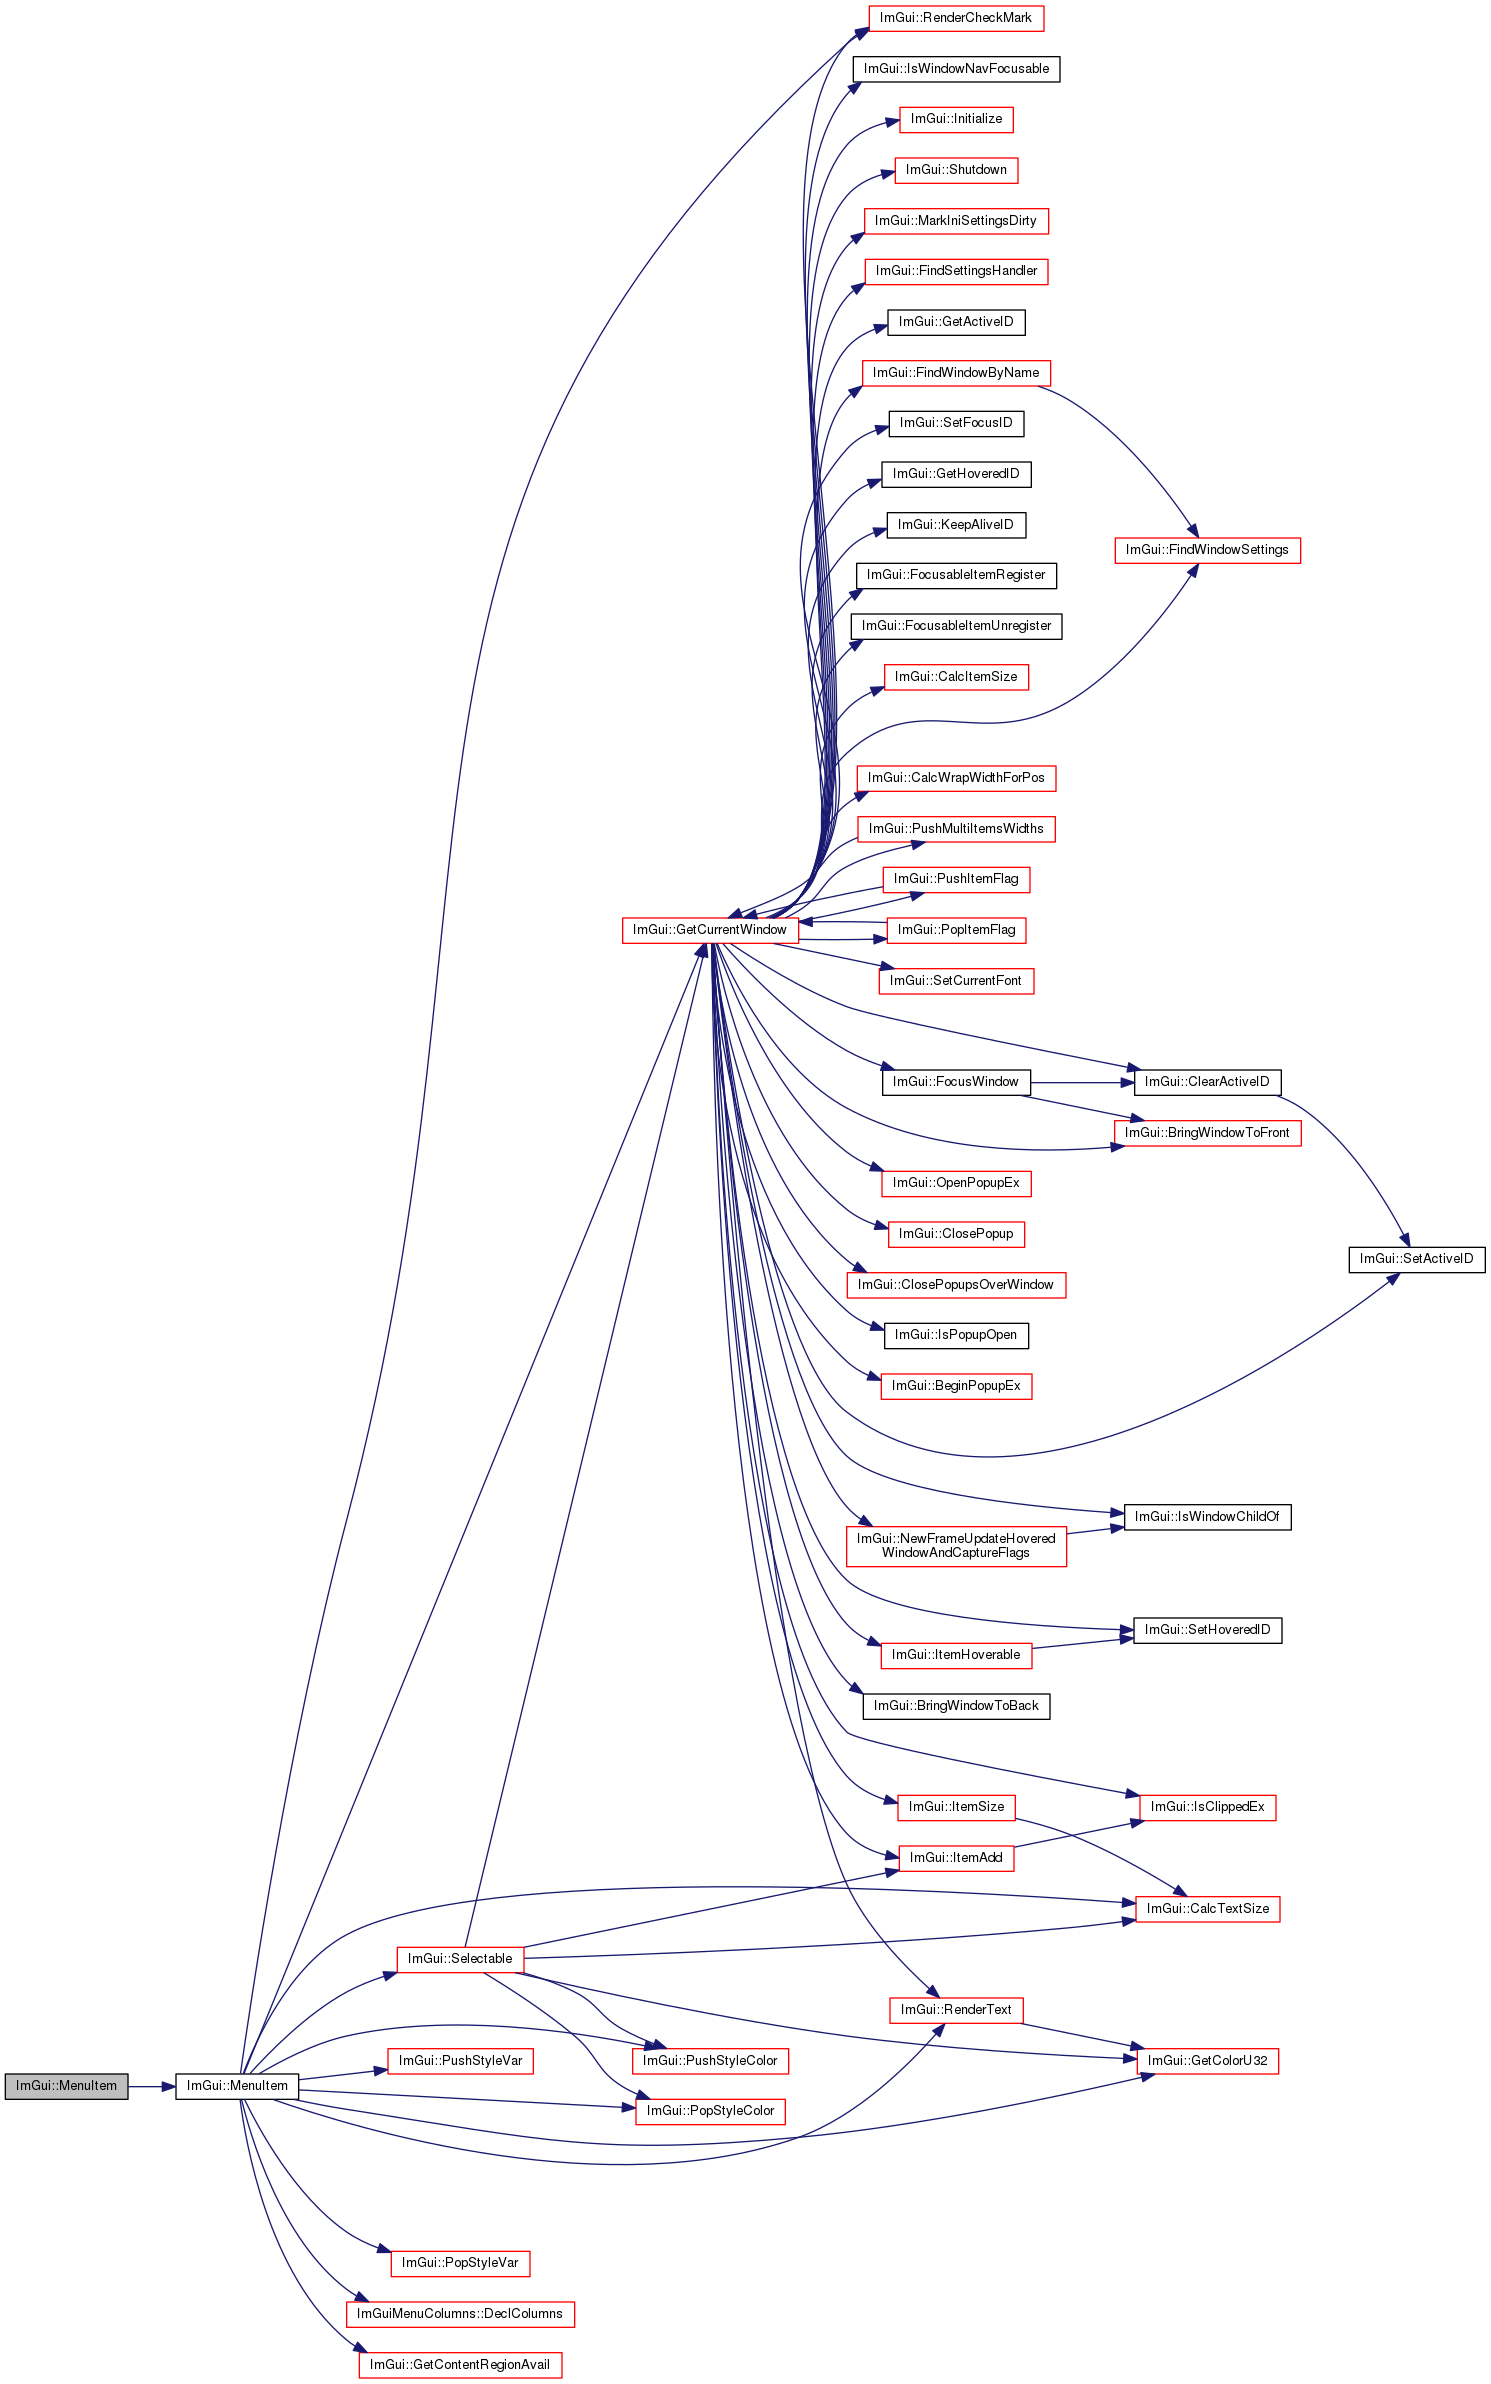 ImGui::RenderCheckMark
ImGui::IsWindowNavFocusable
ImGui::Initialize
ImGui::Shutdown
ImGui::MarkIniSettingsDirty
ImGui::FindSettingsHandler
ImGui::GetActiveID
ImGui::FindWindowByName
ImGui::SetFocusID
ImGui::GetHoveredID
ImGui::KeepAliveID
ImGui::FindWindowSettings
ImGui::FocusableItemRegister
ImGui::FocusableItemUnregister
ImGui::CalcItemSize
ImGui::CalcWrapWidthForPos
ImGui::PushMultiItemsWidths
ImGui::PushItemFlag
ImGui::GetCurrentWindow
ImGui::PopItemFlag
ImGui::SetCurrentFont
ImGui::FocusWindow
ImGui::ClearActiveID
ImGui::BringWindowToFront
ImGui::OpenPopupEx
ImGui::ClosePopup
ImGui::SetActiveID
ImGui::ClosePopupsOverWindow
ImGui::IsPopupOpen
ImGui::BeginPopupEx
ImGui::IsWindowChildOf
ImGui::NewFrameUpdateHovered
WindowAndCaptureFlags
ImGui::SetHoveredID
ImGui::ItemHoverable
ImGui::BringWindowToBack
ImGui::ItemSize
ImGui::IsClippedEx
ImGui::ItemAdd
ImGui::CalcTextSize
ImGui::Selectable
ImGui::RenderText
ImGui::PushStyleVar
ImGui::PushStyleColor
ImGui::GetColorU32
ImGui::MenuItem
ImGui::MenuItem
ImGui::PopStyleColor
ImGui::PopStyleVar
ImGuiMenuColumns::DeclColumns
ImGui::GetContentRegionAvail